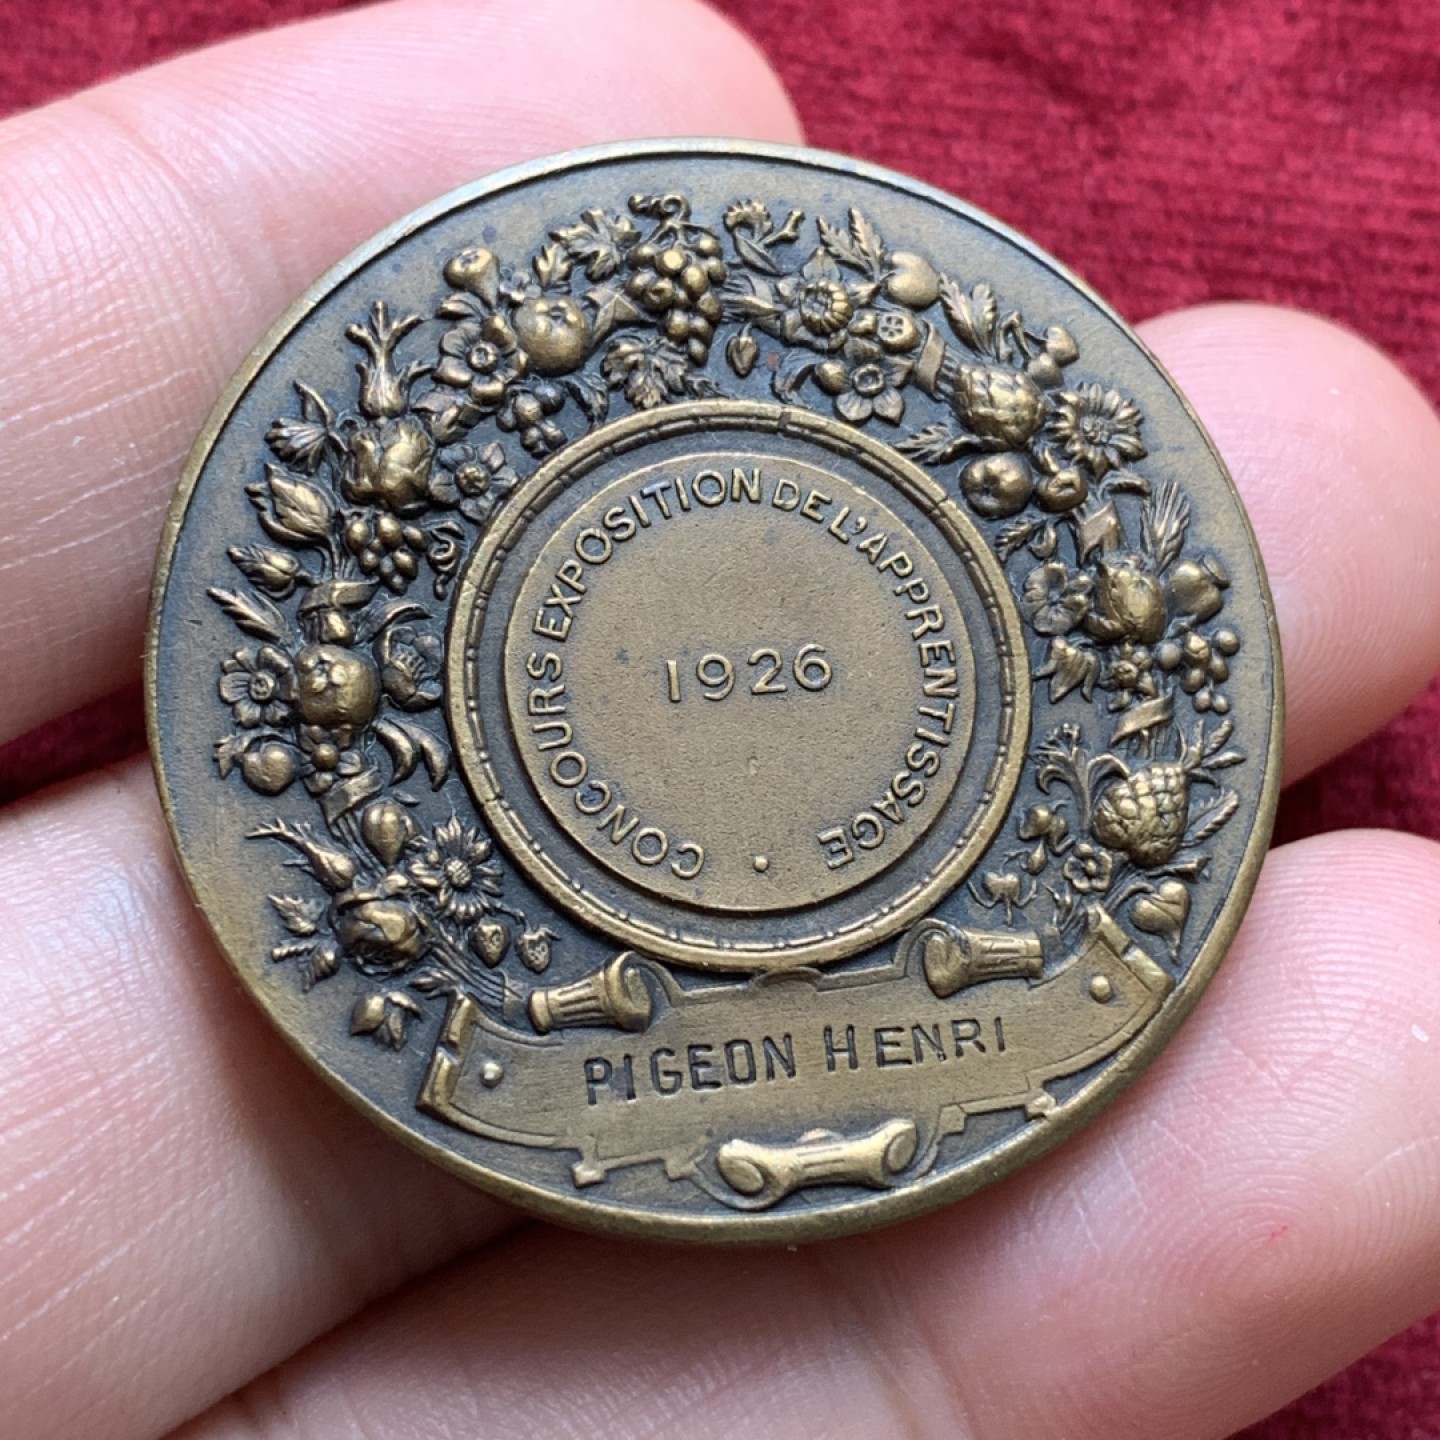 CONCOURS EXPOSITION DE L'APPRENTISSAGE
1926
PIGEON HENRI